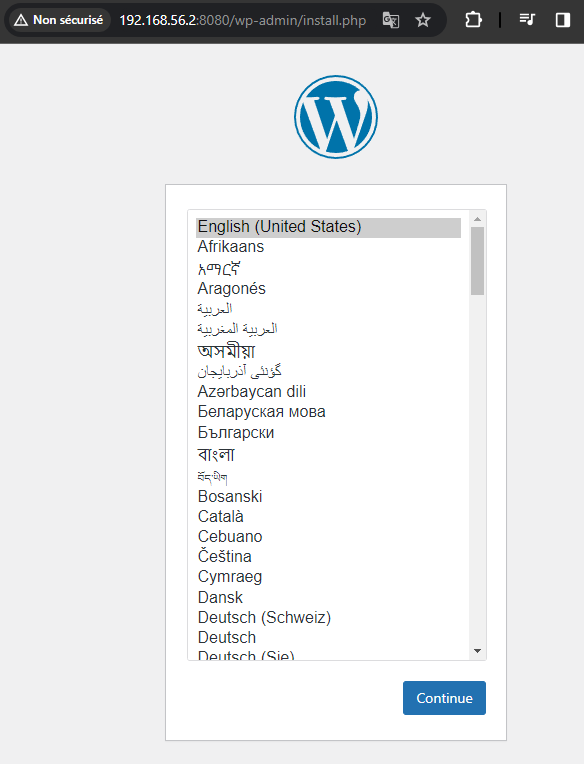 Non sécurisé 192.168.56.2:8080/wp-admin/install.php
English (United States)
Afrikaans
አማርኛ
Aragonés
العربية
العربية المغربية
অসমীয়া
گؤنئی آذربایجان
Azərbaycan dili
Беларуская мова
Български
বাংলা
བོད་ཡིག
Bosanski
Català
Cebuano
Čeština
Cymraeg
Dansk
Deutsch (Schweiz)
Deutsch
Deutsch (Sie)
Continue